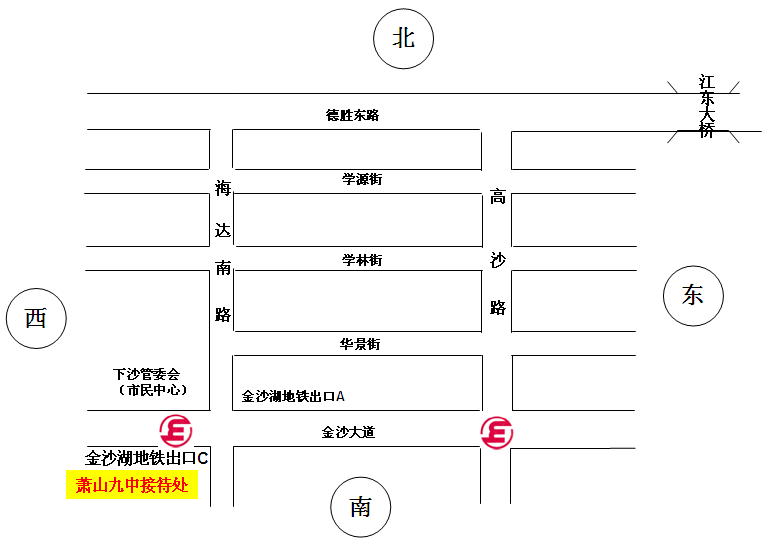 北
江东大桥
德胜东路
学源街
海达南路
高沙路
学林街
西
东
华景街
下沙管委会
（市民中心）
金沙湖地铁出口A
金沙大道
金沙湖地铁出口C
萧山九中接待处
南